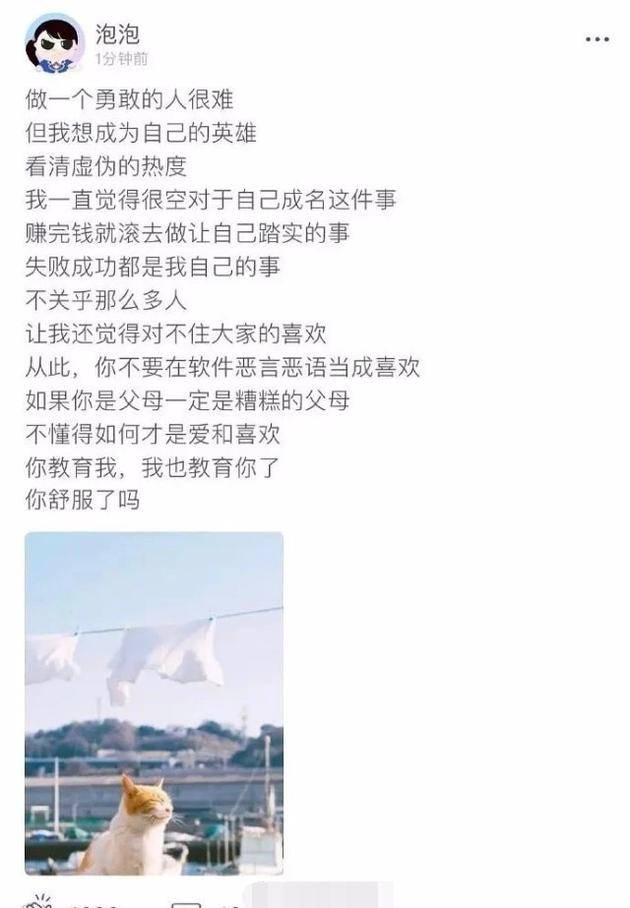 泡泡
1分钟前
做一个勇敢的人很难
但我想成为自己的英雄
看清虚伪的热度
我一直觉得很空对于自己成名这件事
赚完钱就滚去做让自己踏实的事
失败成功都是我自己的事
不关乎那么多人
让我还觉得对不住大家的喜欢
从此，你不要在软件恶言恶语当成喜欢
如果你是父母一定是糟糕的父母
不懂得如何才是爱和喜欢
你教育我，我也教育你了
你舒服了吗